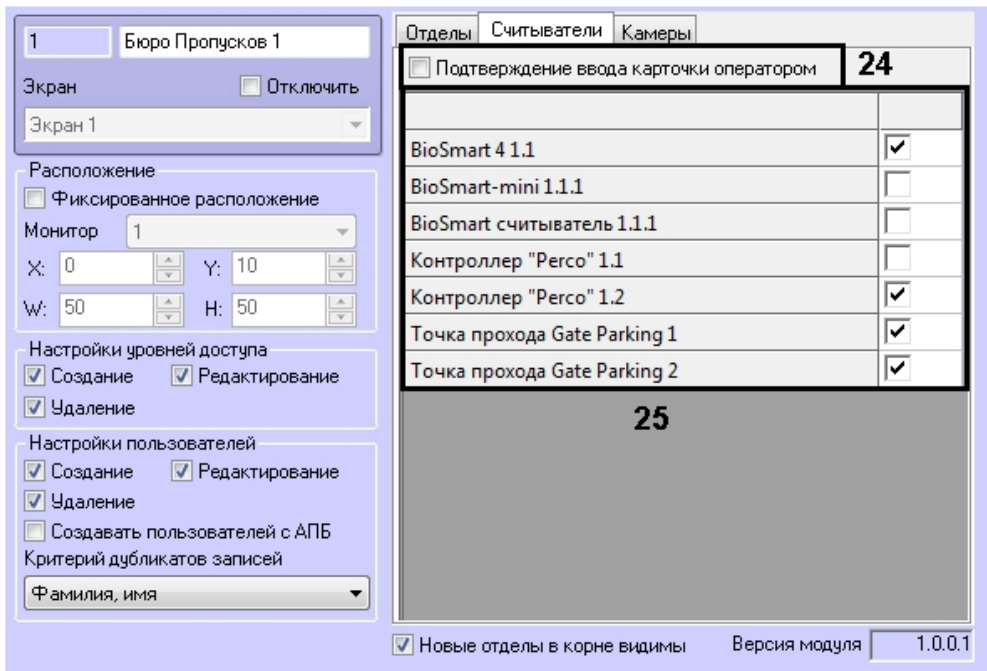 1 Бюро Пропусков 1
Экран Отключить
Экран 1
Расположение
Фиксированное расположение
Монитор 1
X: 0 Y: 10
W: 50 H: 50
Настройки уровней доступа
Создание Редактирование
Удаление
Настройки пользователей
Создание Редактирование
Удаление
Создавать пользователей с АПБ
Критерий дубликатов записей
Фамилия, имя
Отделы Считыватели Камеры
Подтверждение ввода карточки оператором 24
BioSmart 4 1.1
BioSmart-mini 1.1.1
BioSmart считыватель 1.1.1
Контроллер "Perco" 1.1
Контроллер "Perco" 1.2
Точка прохода Gate Parking 1
Точка прохода Gate Parking 2
25
Новые отделы в корне видимы Версия модуля 1.0.0.1